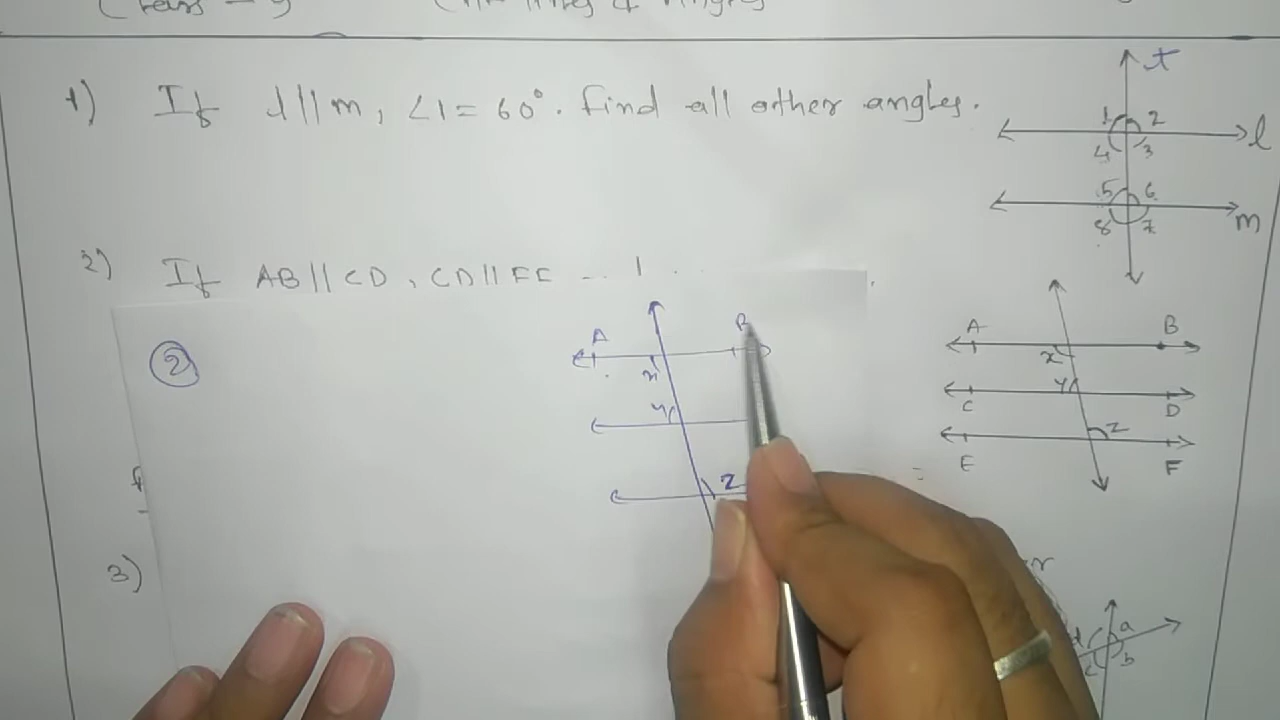 1) If l || m, ∠1 = 60°. Find all other angles.
t
1 2
l
4 3
5 6
m
8 7
2) If AB || CD, CD || EF
2
A B
x
y
z
A B
x
y
C D
z
E F
3)
a
d
b
c